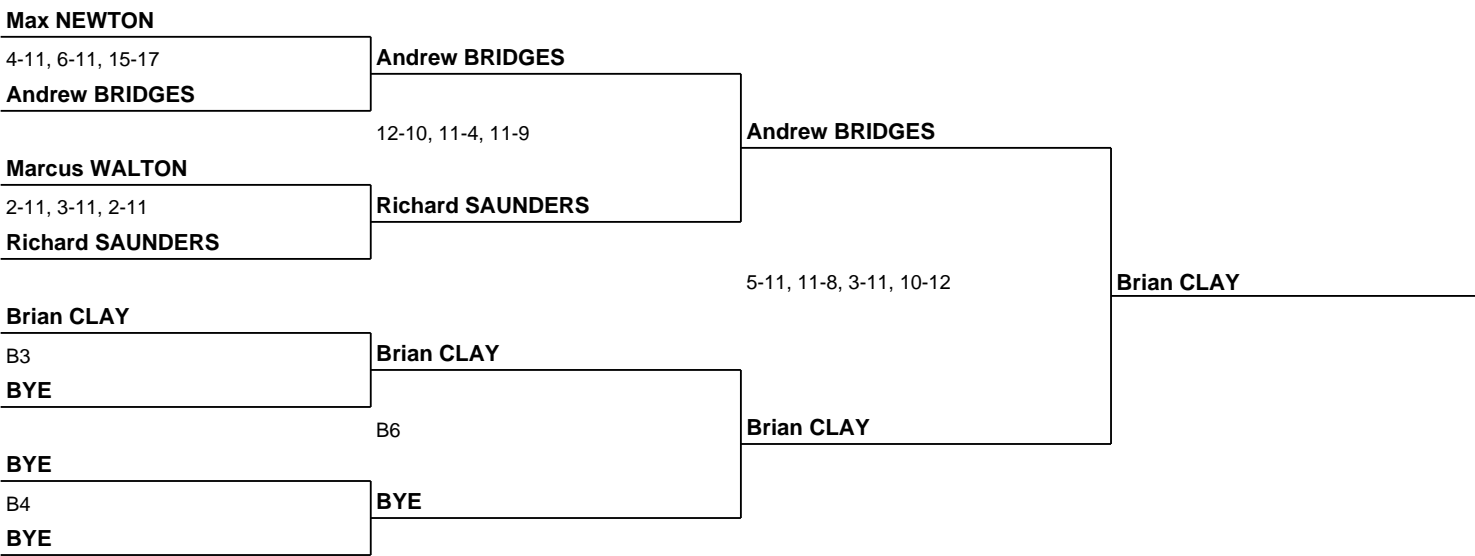 Max NEWTON
4-11, 6-11, 15-17
Andrew BRIDGES
Andrew BRIDGES
12-10, 11-4, 11-9
Andrew BRIDGES
Marcus WALTON
2-11, 3-11, 2-11
Richard SAUNDERS
Richard SAUNDERS
5-11, 11-8, 3-11, 10-12
Brian CLAY
Brian CLAY
B3
Brian CLAY
BYE
B6
Brian CLAY
BYE
B4
BYE
BYE